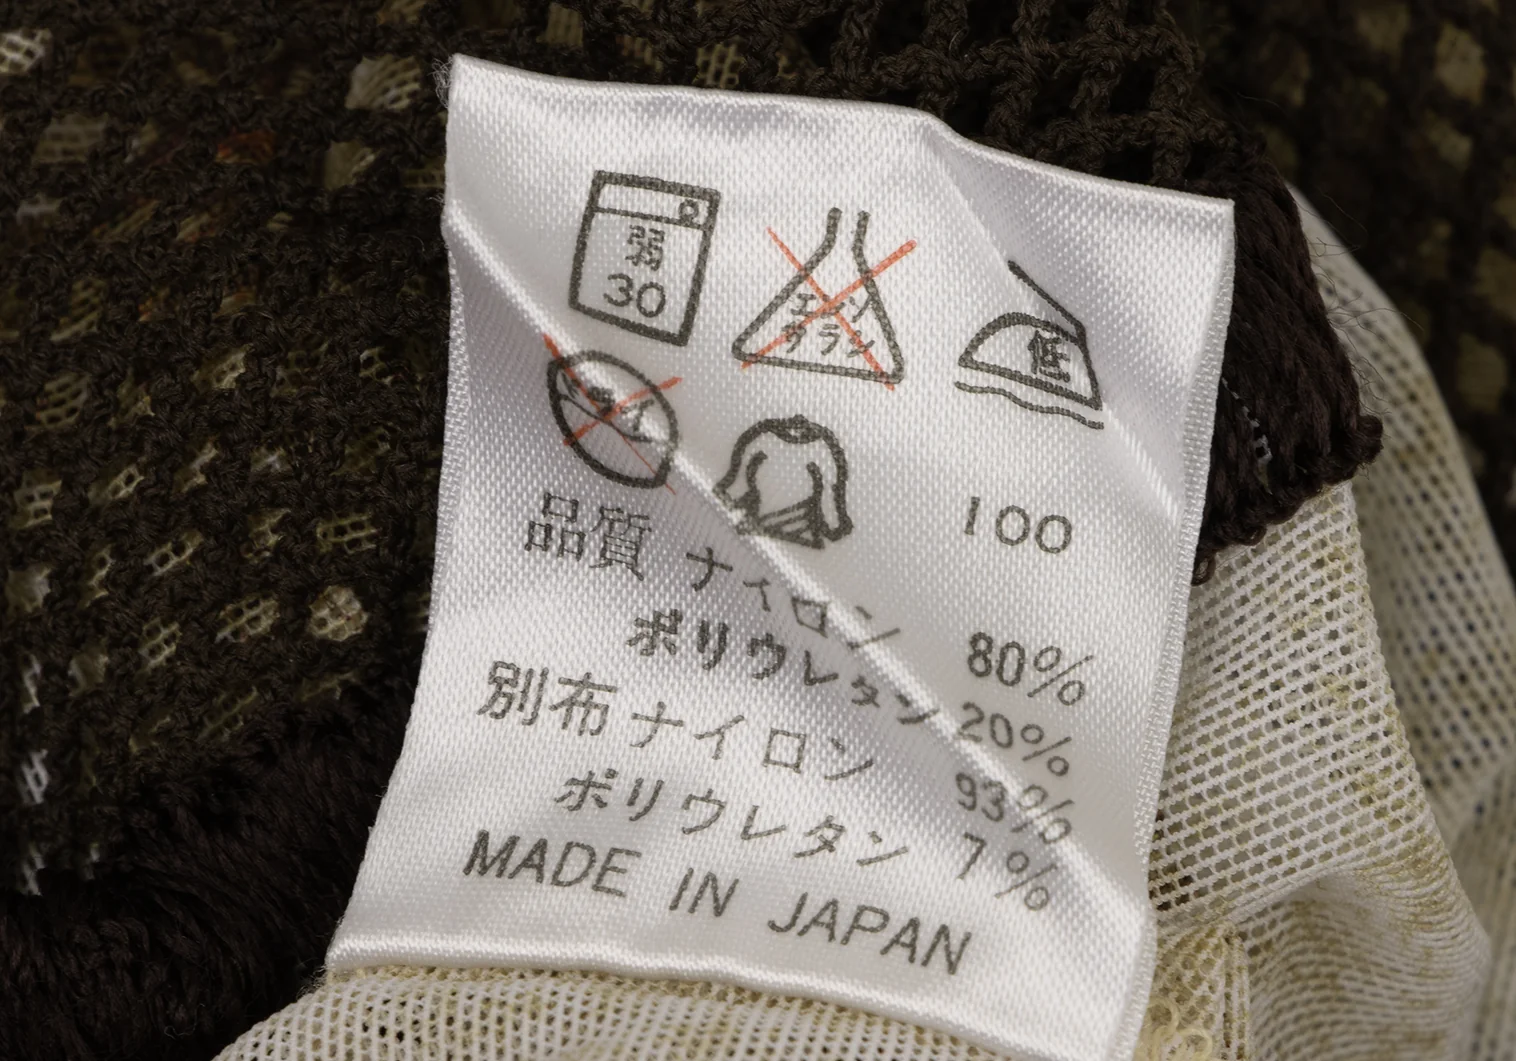 弱
30
エンソ
サラシ
低
100
品質 ナイロン 80%
ポリウレタン 20%
別布 ナイロン 93%
ポリウレタン 7%
MADE IN JAPAN